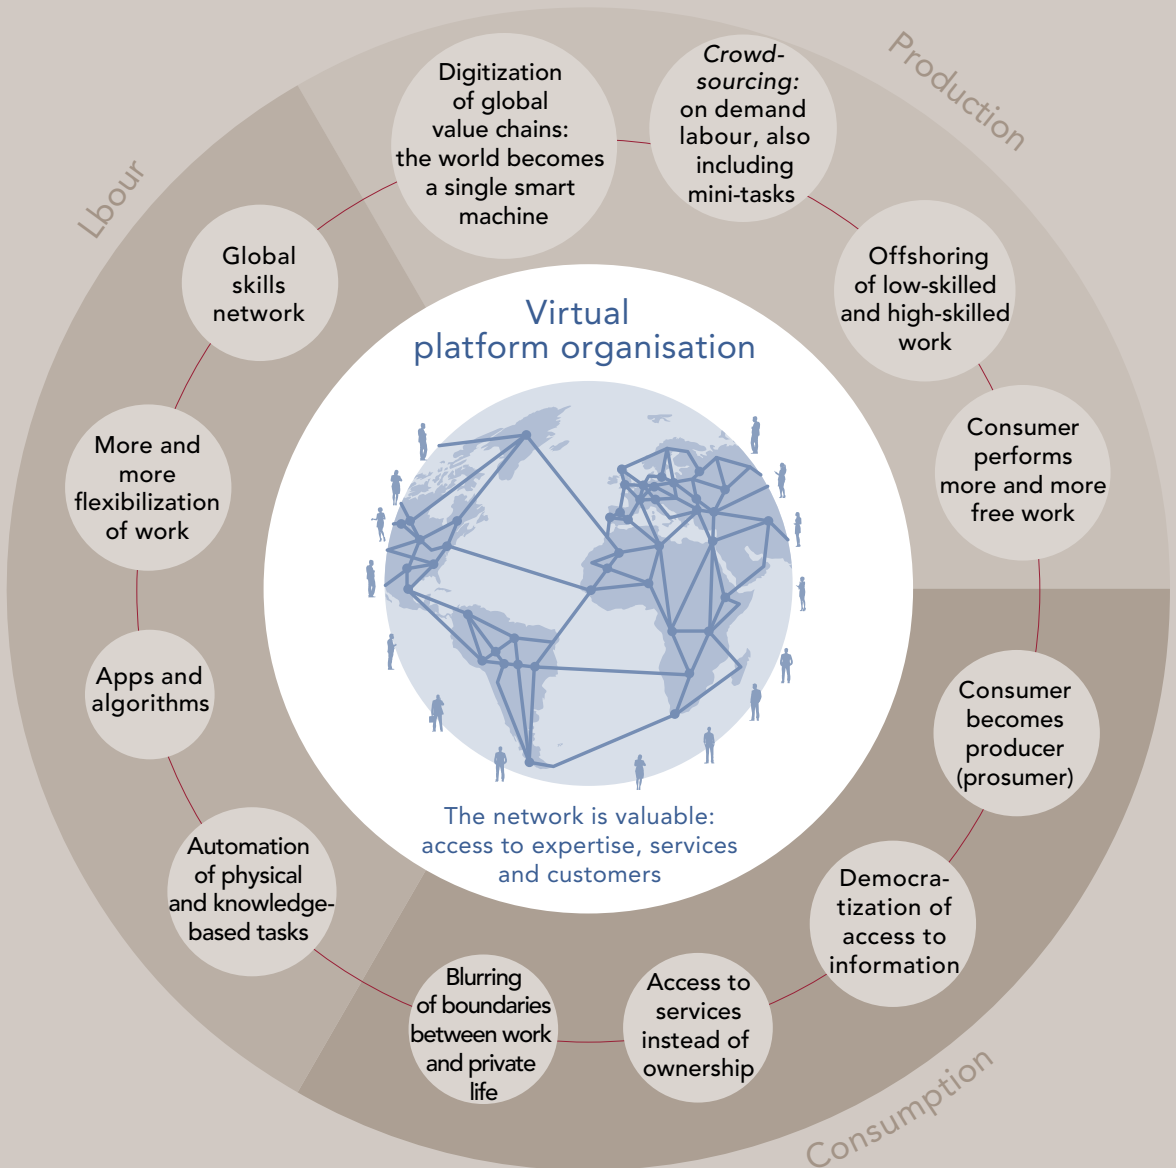 Production
Digitization
of global
value chains:
the world becomes
a single smart
machine
Crowd-
sourcing:
on demand
labour, also
including
mini-tasks
Offshoring
of low-skilled
and high-skilled
work
Consumer
performs
more and more
free work
Consumer
becomes
producer
(prosumer)
Democra-
tization of
access to
information
Access to
services
instead of
ownership
Blurring
of boundaries
between work
and private
life
Consumption
Lbour
Global
skills
network
More and
more
flexibilization
of work
Apps and
algorithms
Automation
of physical
and knowledge-
based tasks
Virtual
platform organisation
The network is valuable:
access to expertise, services
and customers